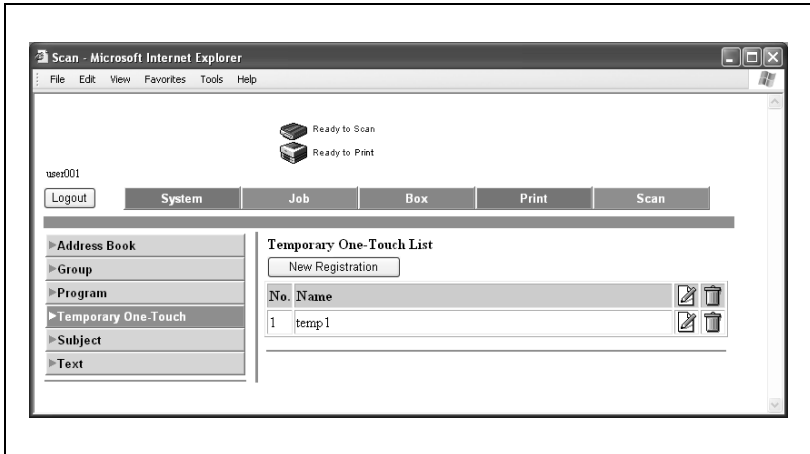 Scan - Microsoft Internet Explorer
File Edit View Favorites Tools Help
Ready to Scan
Ready to Print
user001
Logout System Job Box Print Scan
Address Book
Group
Program
Temporary One-Touch
Subject
Text
Temporary One-Touch List
New Registration
No. Name
1 temp1